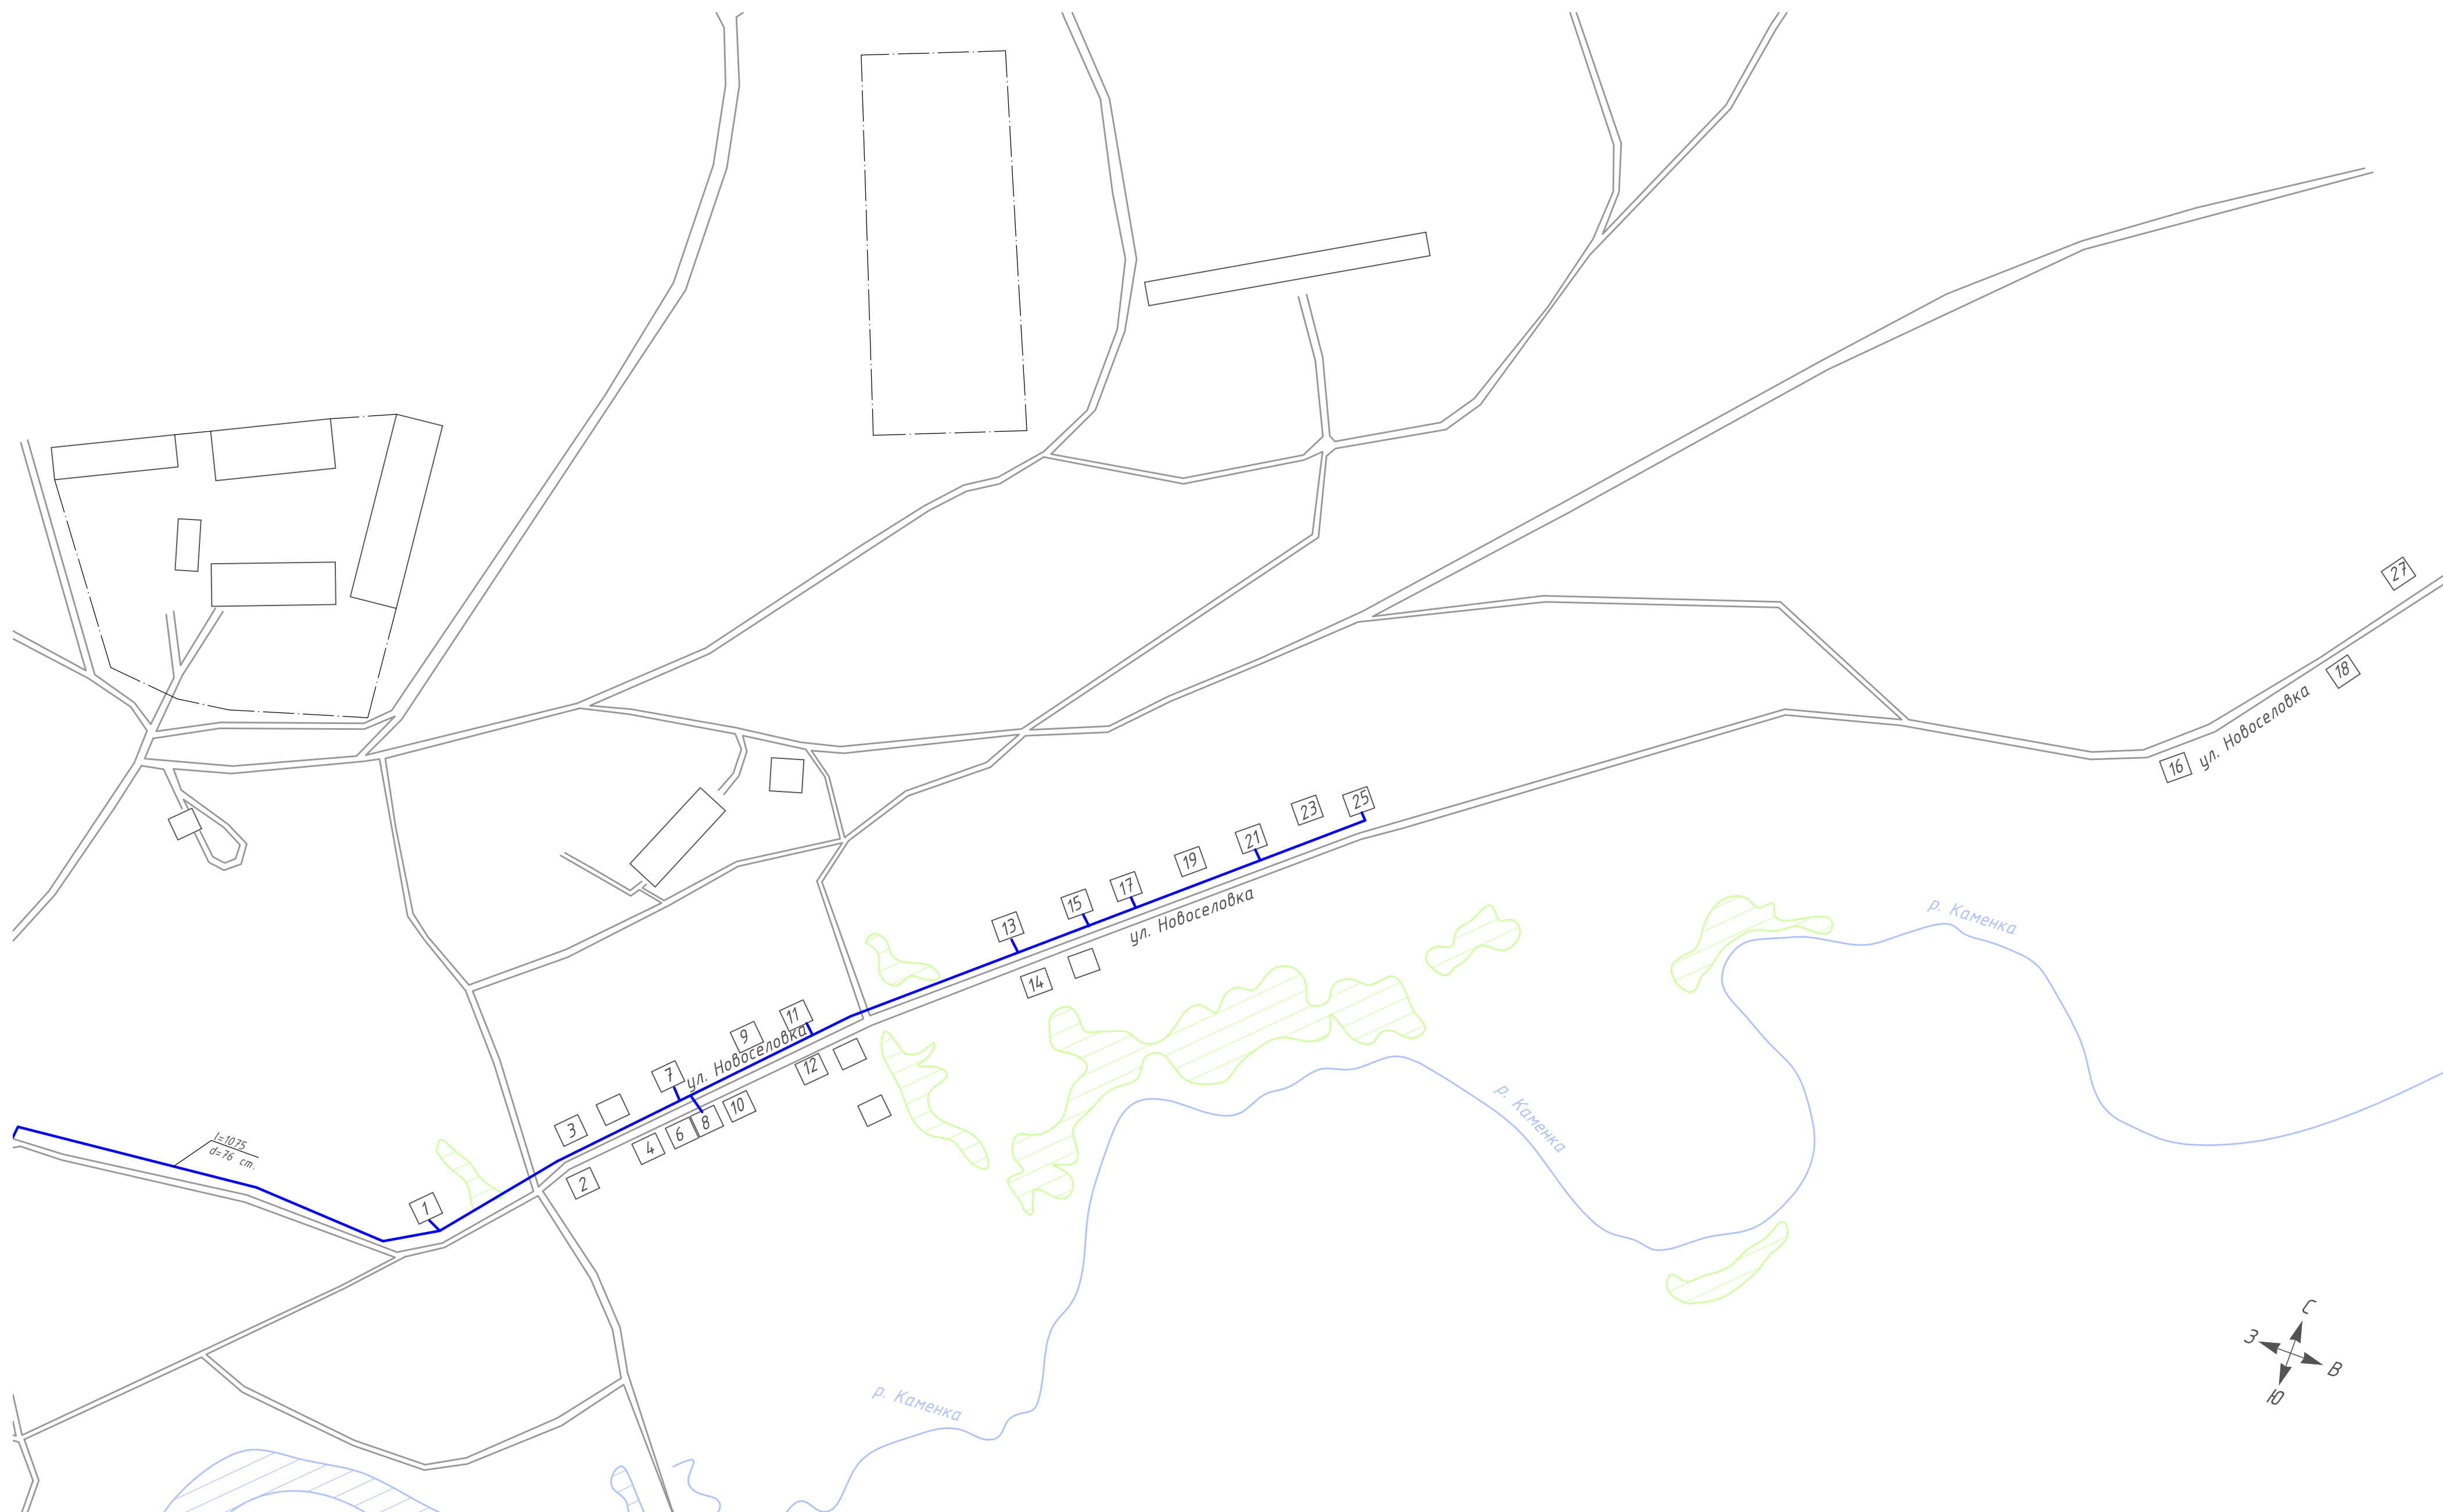 27
18
ул. Новоселовка
16
25
23
21
19
17
15
13
ул. Новоселовка
14
р. Каменка
11
9
ул. Новоселовка
7
12
10
8
6
4
3
2
1
l=1075
d=76 ст.
р. Каменка
р. Каменка
С
З
В
Ю